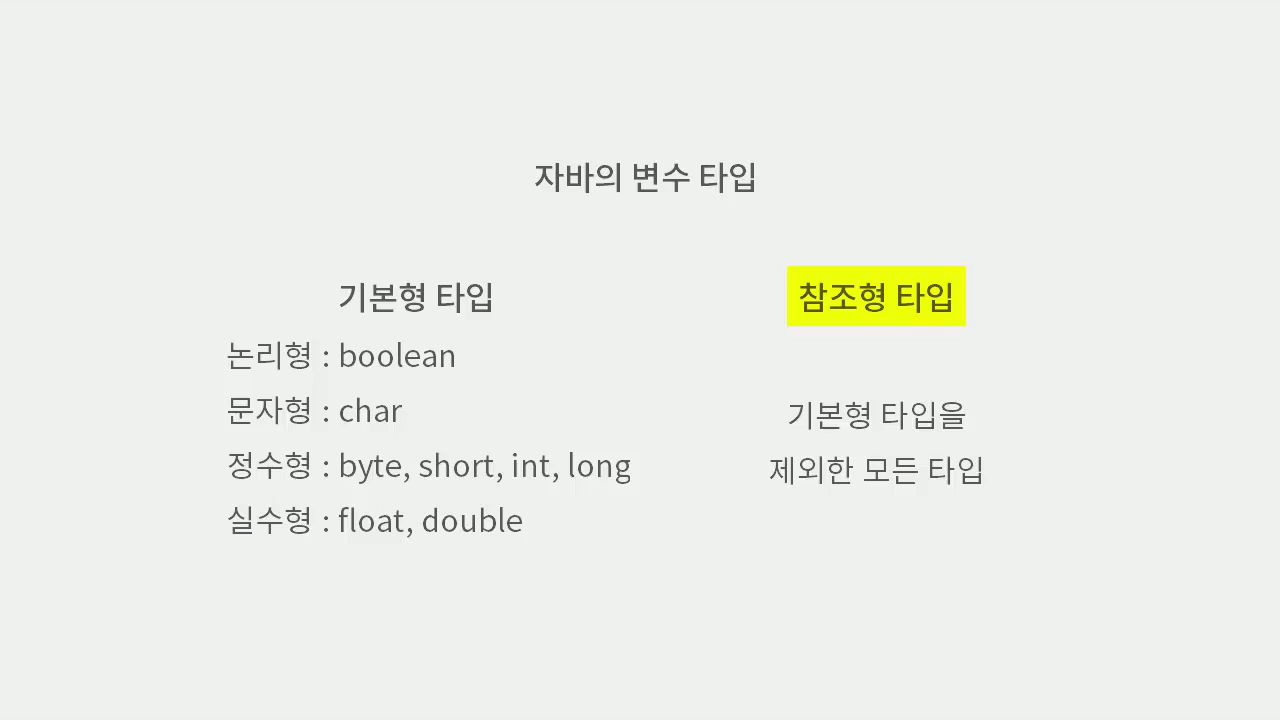 자바의 변수 타입
기본형 타입
논리형 : boolean
문자형 : char
정수형 : byte, short, int, long
실수형 : float, double
참조형 타입
기본형 타입을
제외한 모든 타입